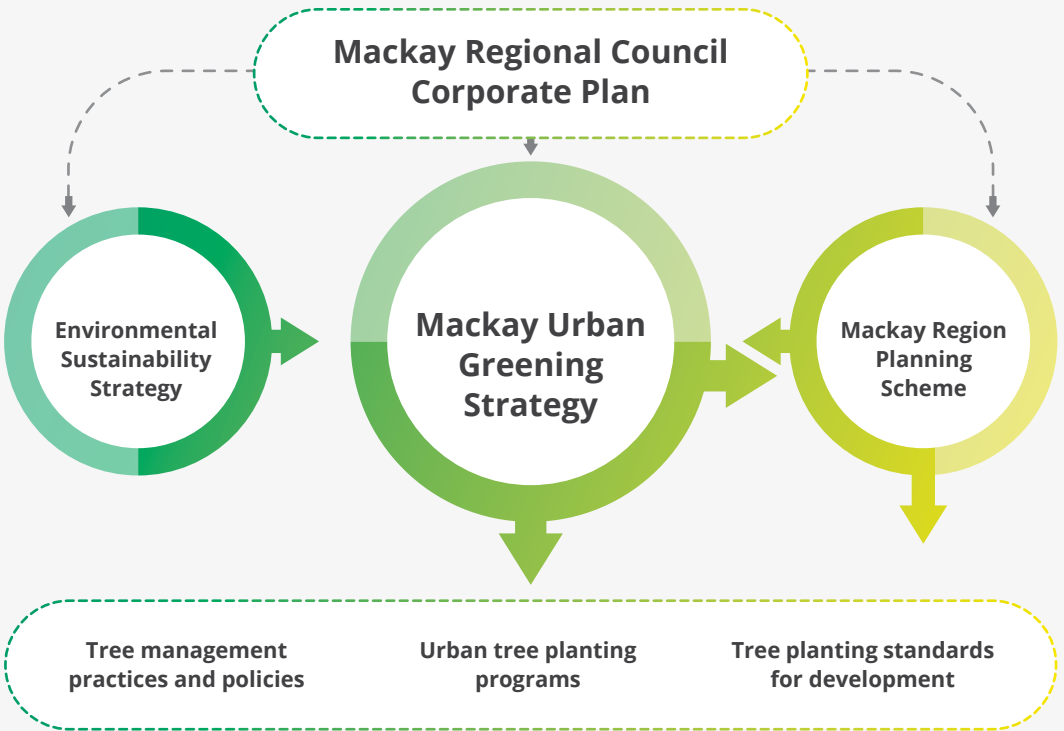 Mackay Regional Council
Corporate Plan
Environmental
Sustainability
Strategy
Mackay Urban
Greening
Strategy
Mackay Region
Planning
Scheme
Tree management
practices and policies
Urban tree planting
programs
Tree planting standards
for development